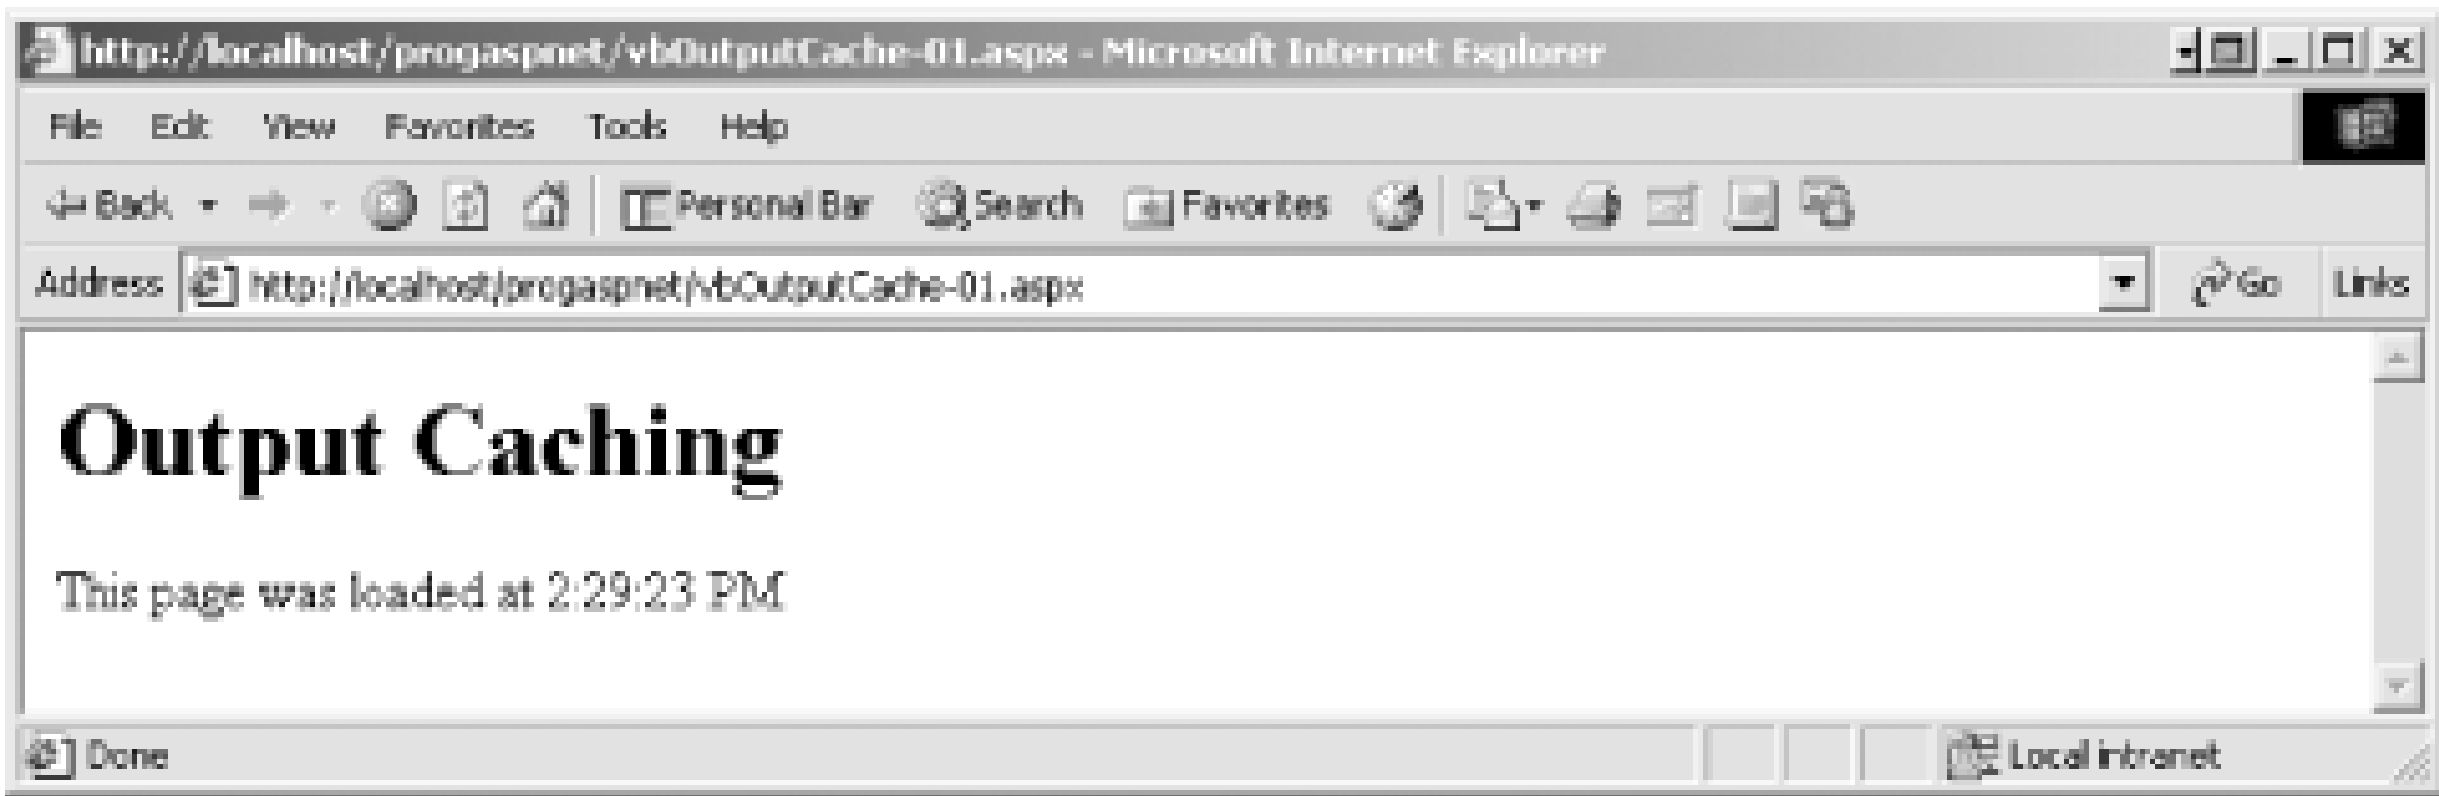 http://localhost/progaspnet/vbOutputCache-01.aspx - Microsoft Internet Explorer
File Edit View Favorites Tools Help
Back Personal Bar Search Favorites
Address http://localhost/progaspnet/vbOutputCache-01.aspx Go Links
Output Caching
This page was loaded at 2:29:23 PM
Done Local intranet